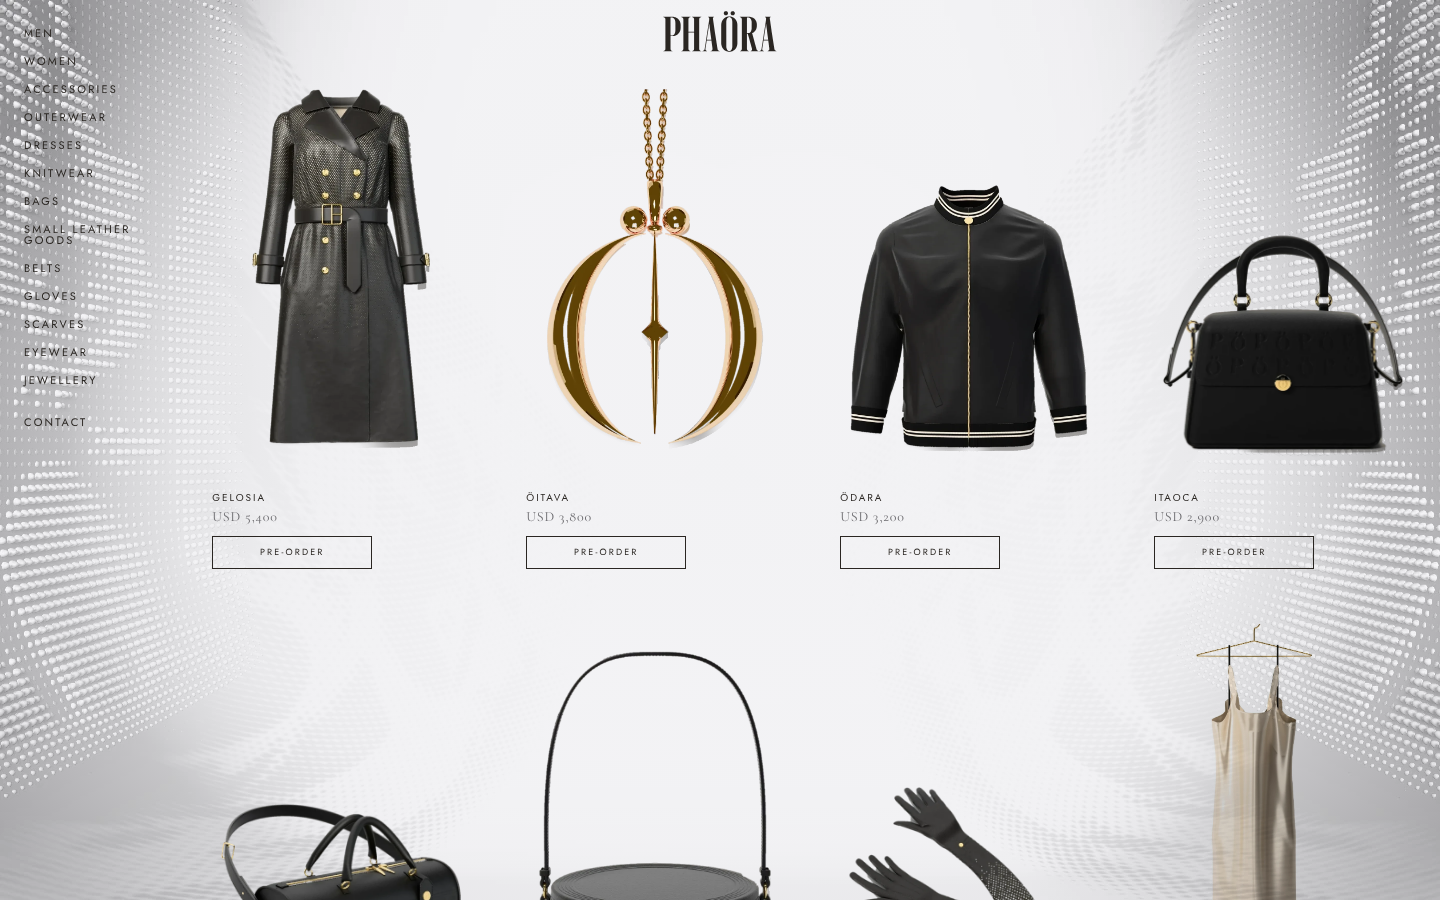 PHAÖRA
MEN
WOMEN
ACCESSORIES
OUTERWEAR
DRESSES
KNITWEAR
BAGS
SMALL LEATHER
GOODS
BELTS
GLOVES
SCARVES
EYEWEAR
JEWELLERY
CONTACT
GELOSIA
USD 5,400
PRE-ORDER
ÖITAVA
USD 3,800
PRE-ORDER
ÖDARA
USD 3,200
PRE-ORDER
ITAOCA
USD 2,900
PRE-ORDER